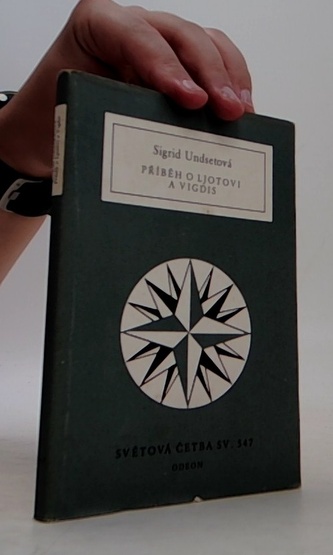 Sigrid Undsetová
PŘÍBĚH O LJOTOVI
A VIGDIS
SVĚTOVÁ ČETBA SV. 347
ODEON